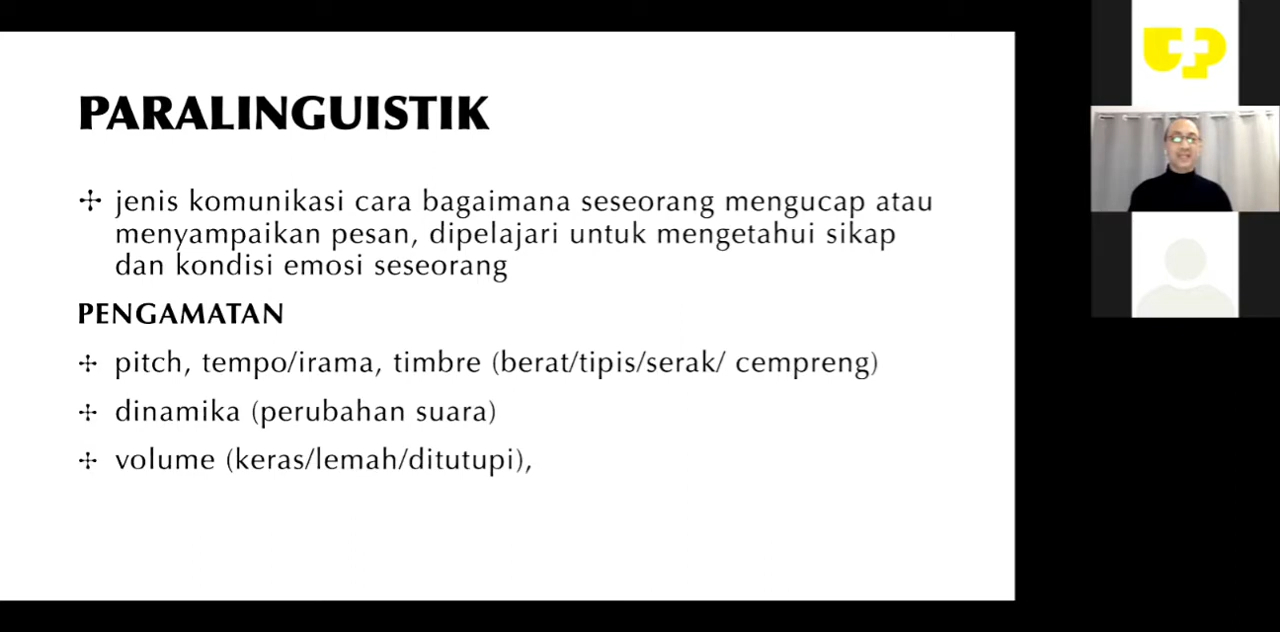 PARALINGUISTIK
jenis komunikasi cara bagaimana seseorang mengucap atau
menyampaikan pesan, dipelajari untuk mengetahui sikap
dan kondisi emosi seseorang
PENGAMATAN
pitch, tempo/irama, timbre (berat/tipis/serak/ cempreng)
dinamika (perubahan suara)
volume (keras/lemah/ditutupi),